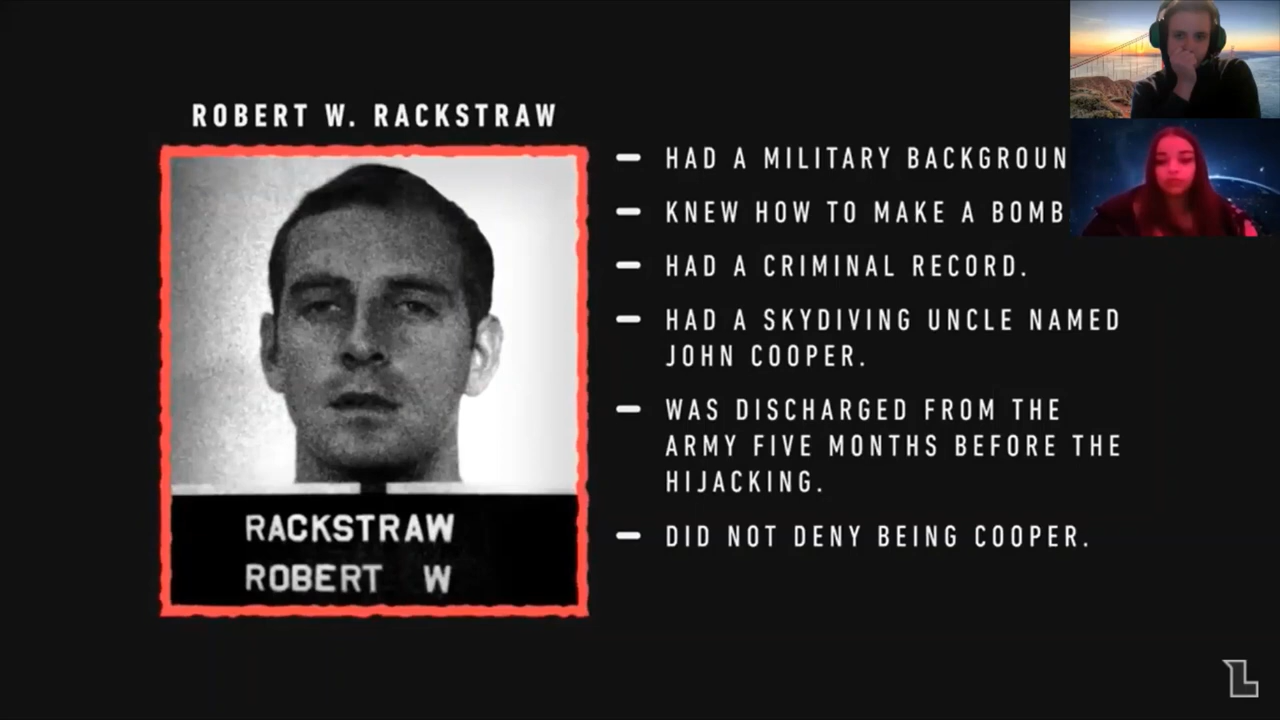 ROBERT W. RACKSTRAW
RACKSTRAW
ROBERT W
– HAD A MILITARY BACKGROUN
– KNEW HOW TO MAKE A BOMB
– HAD A CRIMINAL RECORD.
– HAD A SKYDIVING UNCLE NAMED
JOHN COOPER.
– WAS DISCHARGED FROM THE
ARMY FIVE MONTHS BEFORE THE
HIJACKING.
– DID NOT DENY BEING COOPER.
L